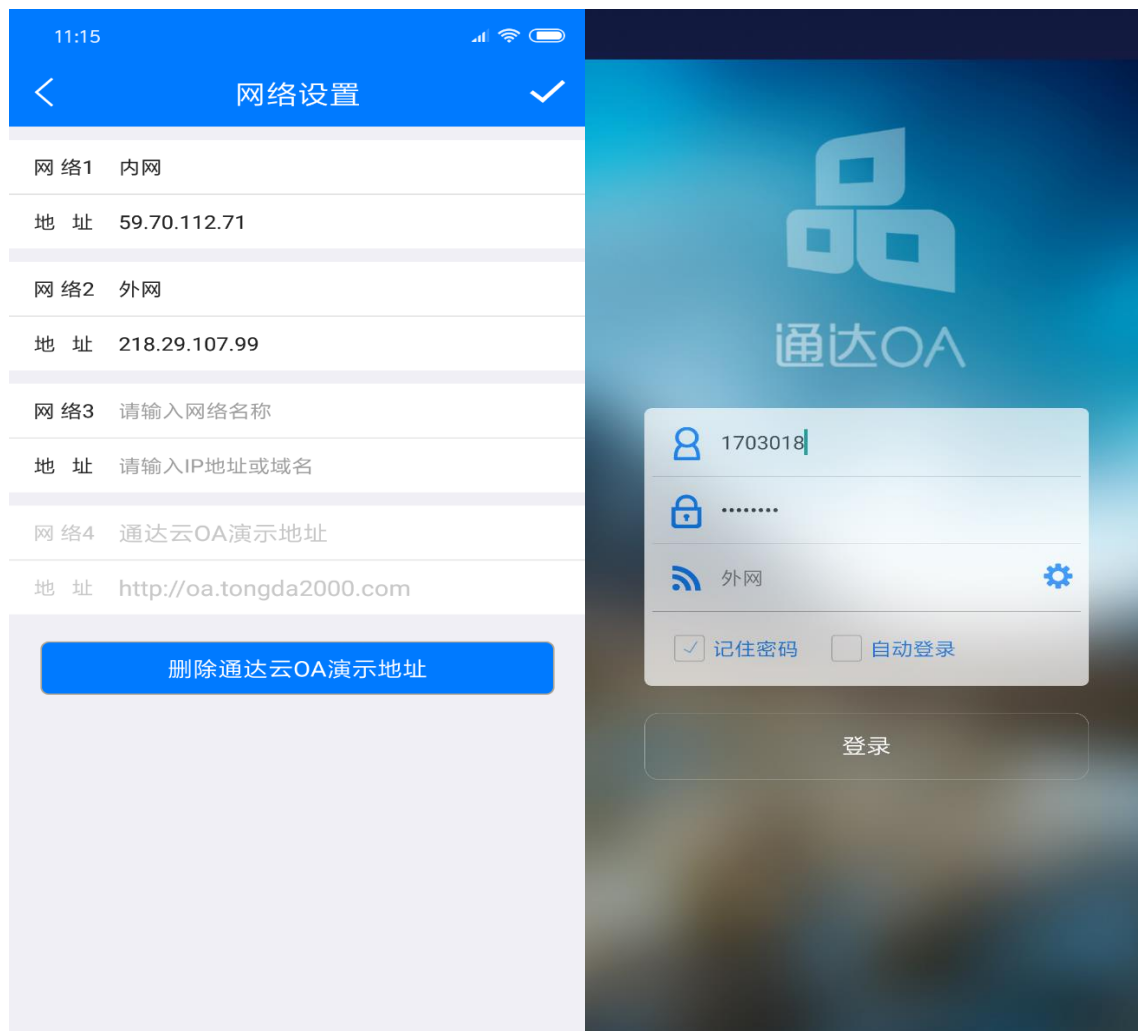 11:15
网络设置
网 络1 内网
地 址 59.70.112.71
网 络2 外网
地 址 218.29.107.99
网 络3 请输入网络名称
地 址 请输入IP地址或域名
网 络4 通达云OA演示地址
地 址 http://oa.tongda2000.com
删除通达云OA演示地址
通达OA
1703018
••••••••
外网
记住密码 自动登录
登录